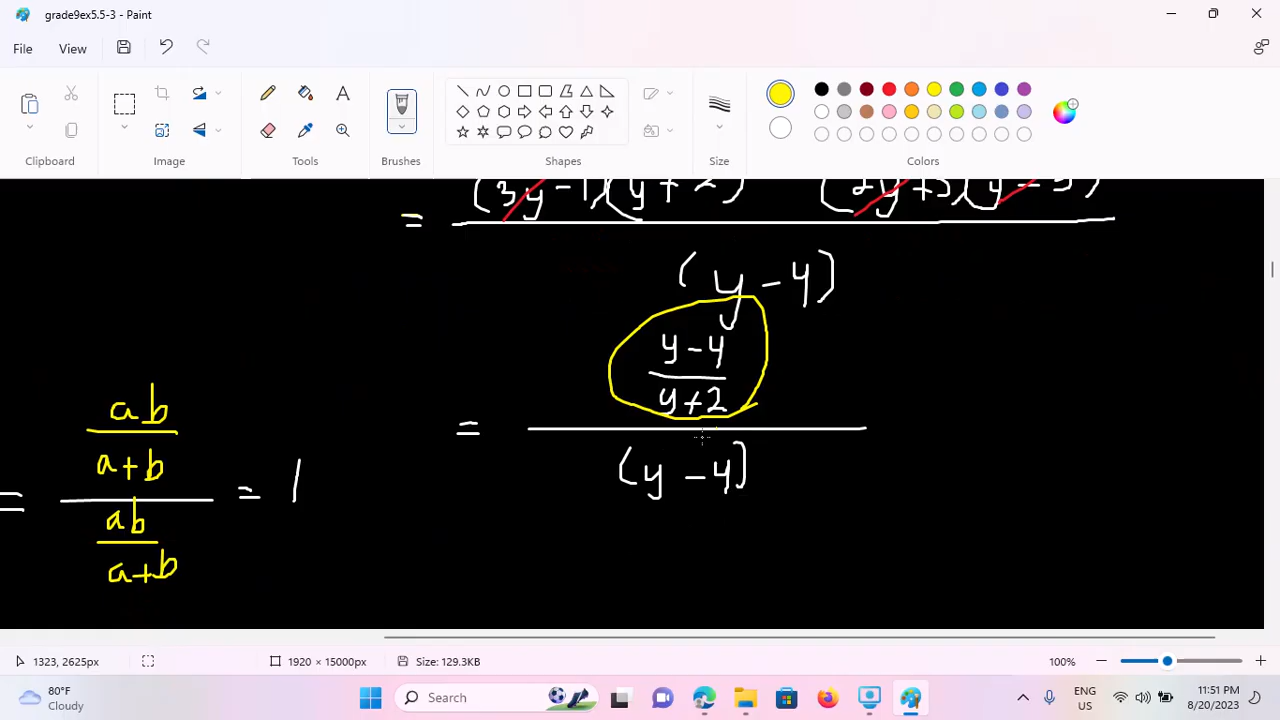 grade9ex5.5-3 - Paint
File View
Clipboard Image Tools Brushes Shapes Size Colors
= (3y-1)(y+2) (2y+3)(y-3)
(y-4)
y-4
y+2
= (y-4)
ab
a+b
= = 1
ab
a+b
1323, 2625px 1920 × 15000px Size: 129.3KB 100%
80°F
Cloudy
Search
ENG
US
11:51 PM
8/20/2023